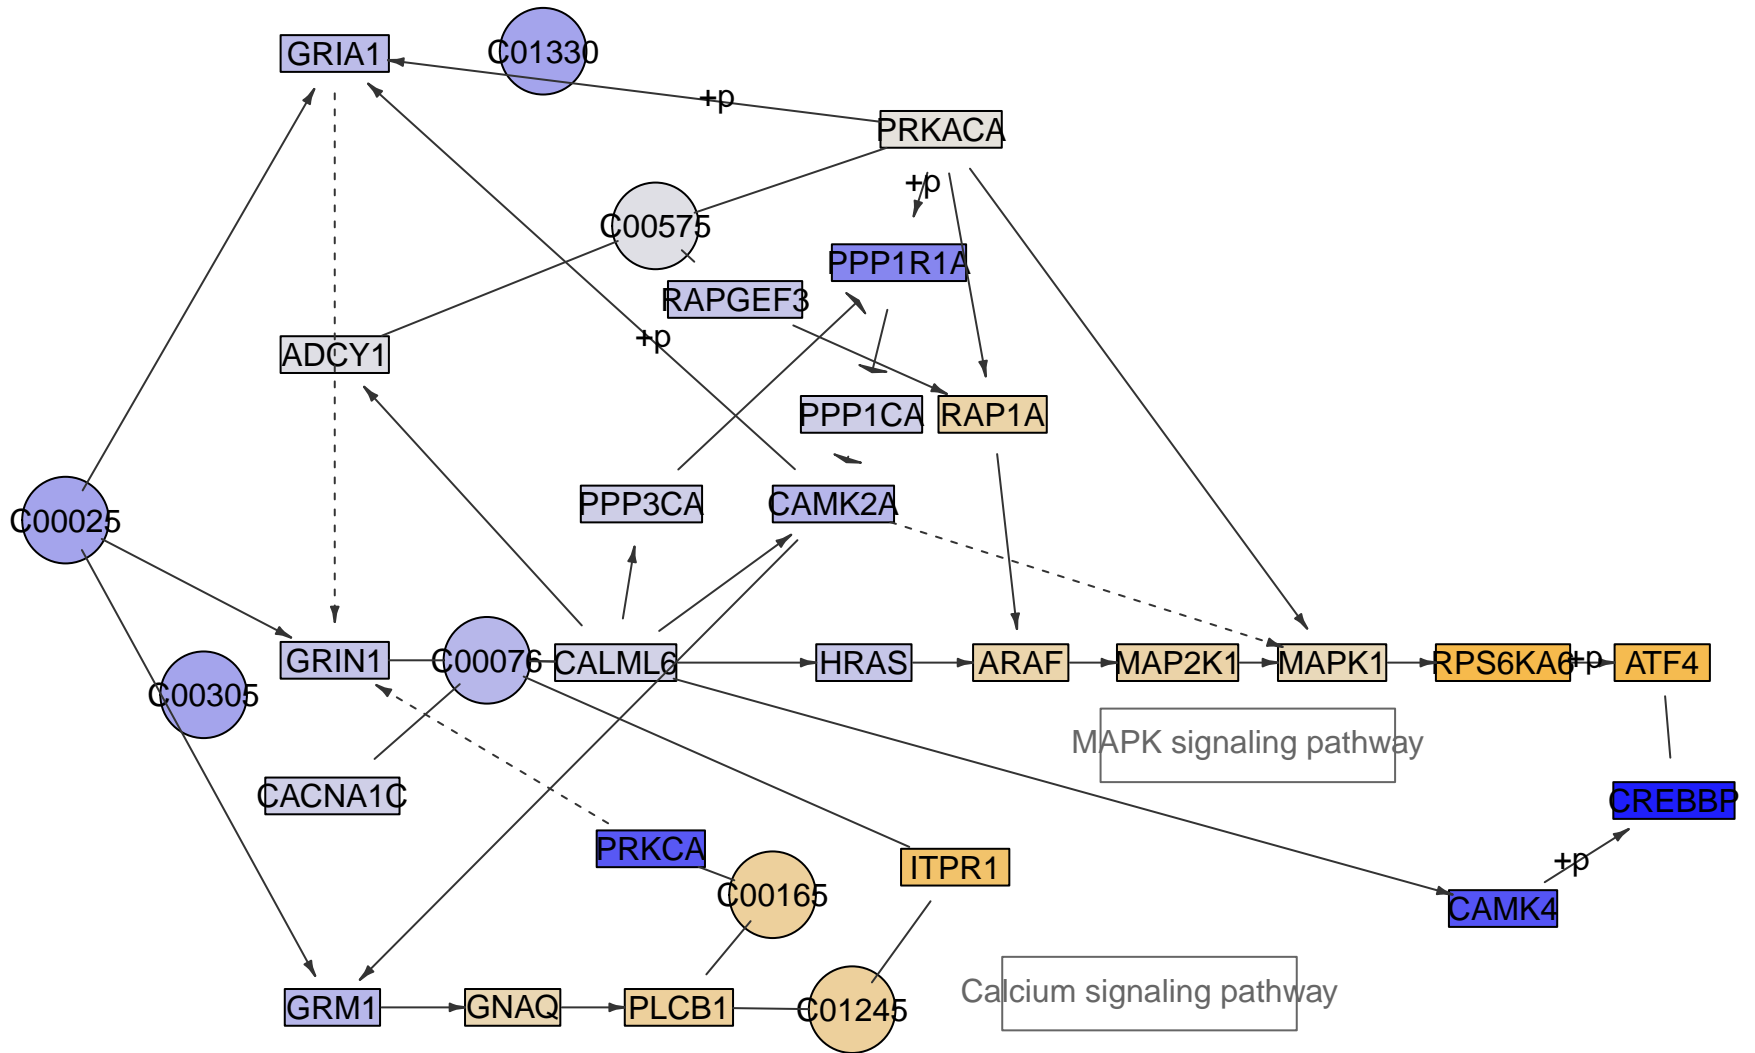 GRIA1
C01330
+p
PRKACA
+p
C00575
PPP1R1A
RAPGEF3
+p
ADCY1
PPP1CA
RAP1A
PPP3CA
CAMK2A
C00025
GRIN1
C00076
CALML6
HRAS
ARAF
MAP2K1
MAPK1
RPS6KA6
+p
ATF4
C00305
MAPK signaling pathway
CACNA1C
CREBBP
PRKCA
ITPR1
+p
C00165
CAMK4
Calcium signaling pathway
GRM1
GNAQ
PLCB1
C01245